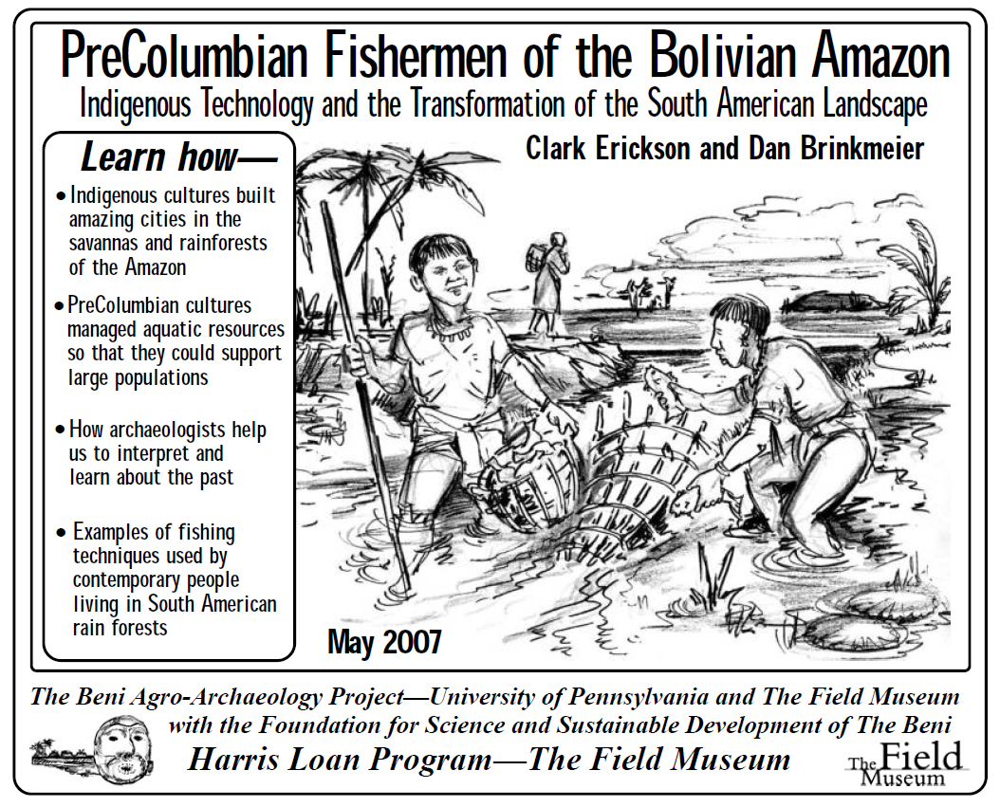 PreColumbian Fishermen of the Bolivian Amazon
Indigenous Technology and the Transformation of the South American Landscape
Clark Erickson and Dan Brinkmeier
Learn how—
• Indigenous cultures built
amazing cities in the
savannas and rainforests
of the Amazon
• PreColumbian cultures
managed aquatic resources
so that they could support
large populations
• How archaeologists help
us to interpret and
learn about the past
• Examples of fishing
techniques used by
contemporary people
living in South American
rain forests
May 2007
The Beni Agro-Archaeology Project—University of Pennsylvania and The Field Museum
with the Foundation for Science and Sustainable Development of The Beni
Harris Loan Program—The Field Museum
The Field
Museum